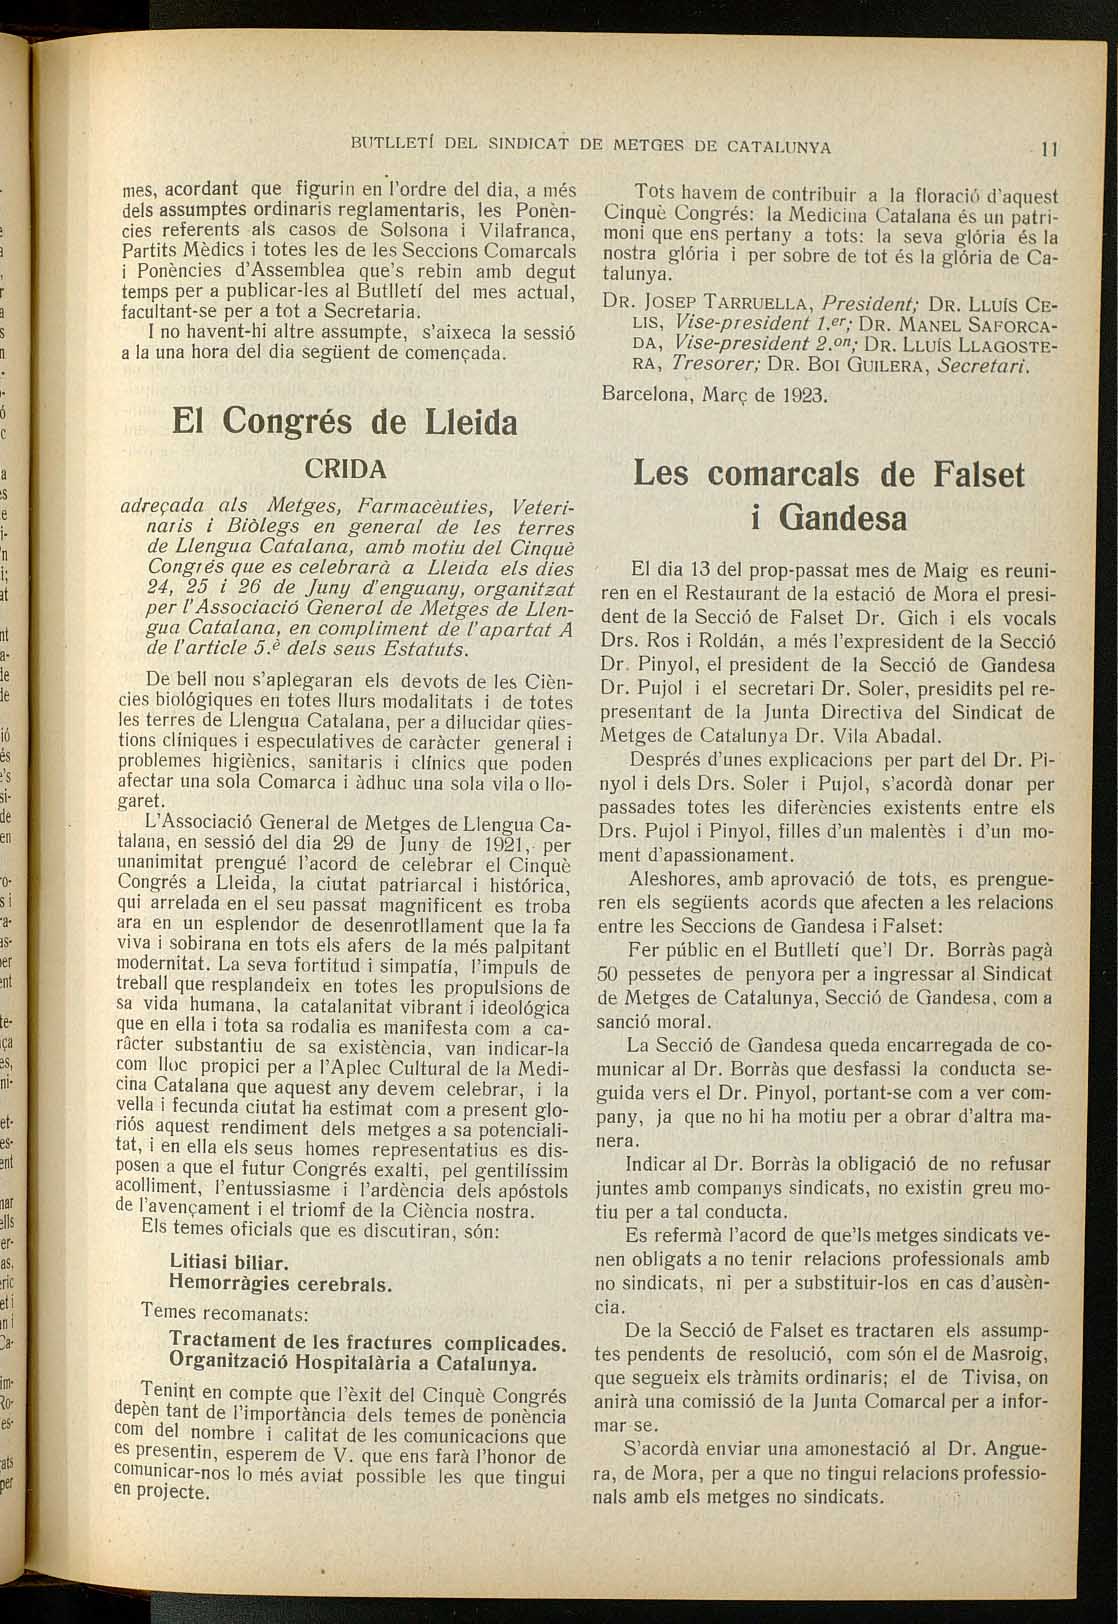 BUTLLETÍ DEL SINDICAT DE METGES DE CATALUNYA
11
mes, acordant que figurin en l'ordre del dia, a més
dels assumptes ordinaris reglamentaris, les Ponèn-
cies referents als casos de Solsona i Vilafranca,
Partits Mèdics i totes les de les Seccions Comarcals
i Ponències d'Assemblea que's rebin amb degut
temps per a publicar-les al Butlletí del mes actual,
facultant-se per a tot a Secretaria.
I no havent-hi altre assumpte, s'aixeca la sessió
a la una hora del dia següent de començada.
El Congrés de Lleida
CRIDA
adreçada als Metges, Farmacèuties, Veteri-
naris i Biòlegs en general de les terres
de Llengua Catalana, amb motiu del Cinquè
Congrés que es celebrarà a Lleida els dies
24, 25 i 26 de Juny d'enguany, organitzat
per l'Associació General de Metges de Llen-
gua Catalana, en compliment de l'apartat A
de l'article 5.è dels seus Estatuts.
De bell nou s'aplegaran els devots de les Cièn-
cies biológiques en totes llurs modalitats i de totes
les terres de Llengua Catalana, per a dilucidar qües-
tions clíniques i especulatives de caràcter general i
problemes higiènics, sanitaris i clínics que poden
afectar una sola Comarca i àdhuc una sola vila o llo-
garet.
L'Associació General de Metges de Llengua Ca-
talana, en sessió del dia 29 de Juny de 1921, per
unanimitat prengué l'acord de celebrar el Cinquè
Congrés a Lleida, la ciutat patriarcal i histórica,
qui arrelada en el seu passat magnificent es troba
ara en un esplendor de desenrotllament que la fa
viva i sobirana en tots els afers de la més palpitant
modernitat. La seva fortitud i simpatía, l'impuls de
treball que resplandeix en totes les propulsions de
sa vida humana, la catalanitat vibrant i ideológica
que en ella i tota sa rodalia es manifesta com a ca-
ràcter substantiu de sa existència, van indicar-la
com lloc propici per a l'Aplec Cultural de la Medi-
cina Catalana que aquest any devem celebrar, i la
vella i fecunda ciutat ha estimat com a present glo-
riós aquest rendiment dels metges a sa potenciali-
tat, i en ella els seus homes representatius es dis-
posen a que el futur Congrés exalti, pel gentilíssim
acolliment, l'entussiasme i l'ardència dels apóstols
de l'avençament i el triomf de la Ciència nostra.
Els temes oficials que es discutiran, són:
Litiasi biliar.
Hemorràgies cerebrals.
Temes recomanats:
Tractament de les fractures complicades.
Organització Hospitalària a Catalunya.
Tenint en compte que l'èxit del Cinquè Congrés
depèn tant de l'importància dels temes de ponència
com del nombre i calitat de les comunicacions que
es presentin, esperem de V. que ens farà l'honor de
comunicar-nos lo més aviat possible les que tingui
en projecte.
Tots havem de contribuir a la floració d'aquest
Cinquè Congrés: la Medicina Catalana és un patri-
moni que ens pertany a tots: la seva glória és la
nostra glória i per sobre de tot és la glória de Ca-
talunya.
DR. JOSEP TARRUELLA, President; DR. LLUÍS CE-
LIS, Vise-president 1.er; DR. MANEL SAFORCA-
DA, Vise-president 2.on; DR. LLUÍS LLAGOSTE-
RA, Tresorer; DR. BOI GUILERA, Secretari.
Barcelona, Març de 1923.
Les comarcals de Falset
i Gandesa
El dia 13 del prop-passat mes de Maig es reuni-
ren en el Restaurant de la estació de Mora el presi-
dent de la Secció de Falset Dr. Gich i els vocals
Drs. Ros i Roldán, a més l'expresident de la Secció
Dr. Pinyol, el president de la Secció de Gandesa
Dr. Pujol i el secretari Dr. Soler, presidits pel re-
presentant de la Junta Directiva del Sindicat de
Metges de Catalunya Dr. Vila Abadal.
Després d'unes explicacions per part del Dr. Pi-
nyol i dels Drs. Soler i Pujol, s'acordà donar per
passades totes les diferències existents entre els
Drs. Pujol i Pinyol, filles d'un malentès i d'un mo-
ment d'apassionament.
Aleshores, amb aprovació de tots, es prengue-
ren els següents acords que afecten a les relacions
entre les Seccions de Gandesa i Falset:
Fer públic en el Butlletí que'l Dr. Borràs pagà
50 pessetes de penyora per a ingressar al Sindicat
de Metges de Catalunya, Secció de Gandesa, com a
sanció moral.
La Secció de Gandesa queda encarregada de co-
municar al Dr. Borràs que desfassi la conducta se-
guida vers el Dr. Pinyol, portant-se com a ver com-
pany, ja que no hi ha motiu per a obrar d'altra ma-
nera.
Indicar al Dr. Borràs la obligació de no refusar
juntes amb companys sindicats, no existin greu mo-
tiu per a tal conducta.
Es refermà l'acord de que'ls metges sindicats ve-
nen obligats a no tenir relacions professionals amb
no sindicats, ni per a substituir-los en cas d'ausèn-
cia.
De la Secció de Falset es tractaren els assump-
tes pendents de resolució, com són el de Masroig,
que segueix els tràmits ordinaris; el de Tivisa, on
anirà una comissió de la Junta Comarcal per a infor-
mar-se.
S'acordà enviar una amonestació al Dr. Angue-
ra, de Mora, per a que no tingui relacions professio-
nals amb els metges no sindicats.